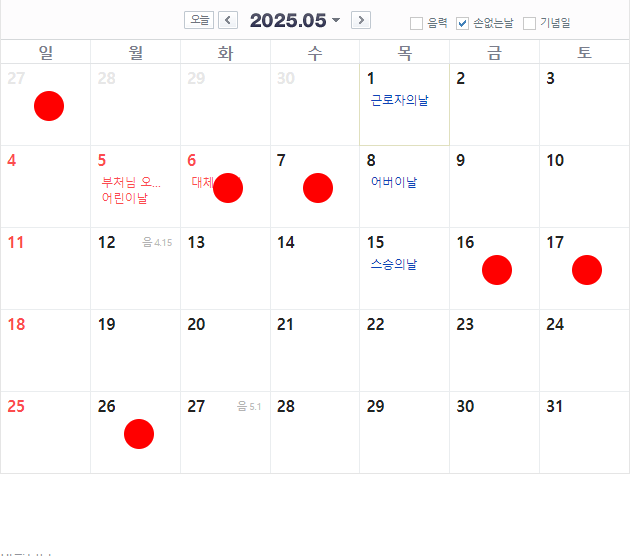 오늘 2025.05 음력 손없는날 기념일
일 월 화 수 목 금 토
27 28 29 30 1 2 3
근로자의날
4 5 6 7 8 9 10
부처님 오... 대체 어버이날
어린이날
11 12 음 4.15 13 14 15 16 17
스승의날
18 19 20 21 22 23 24
25 26 27 음 5.1 28 29 30 31